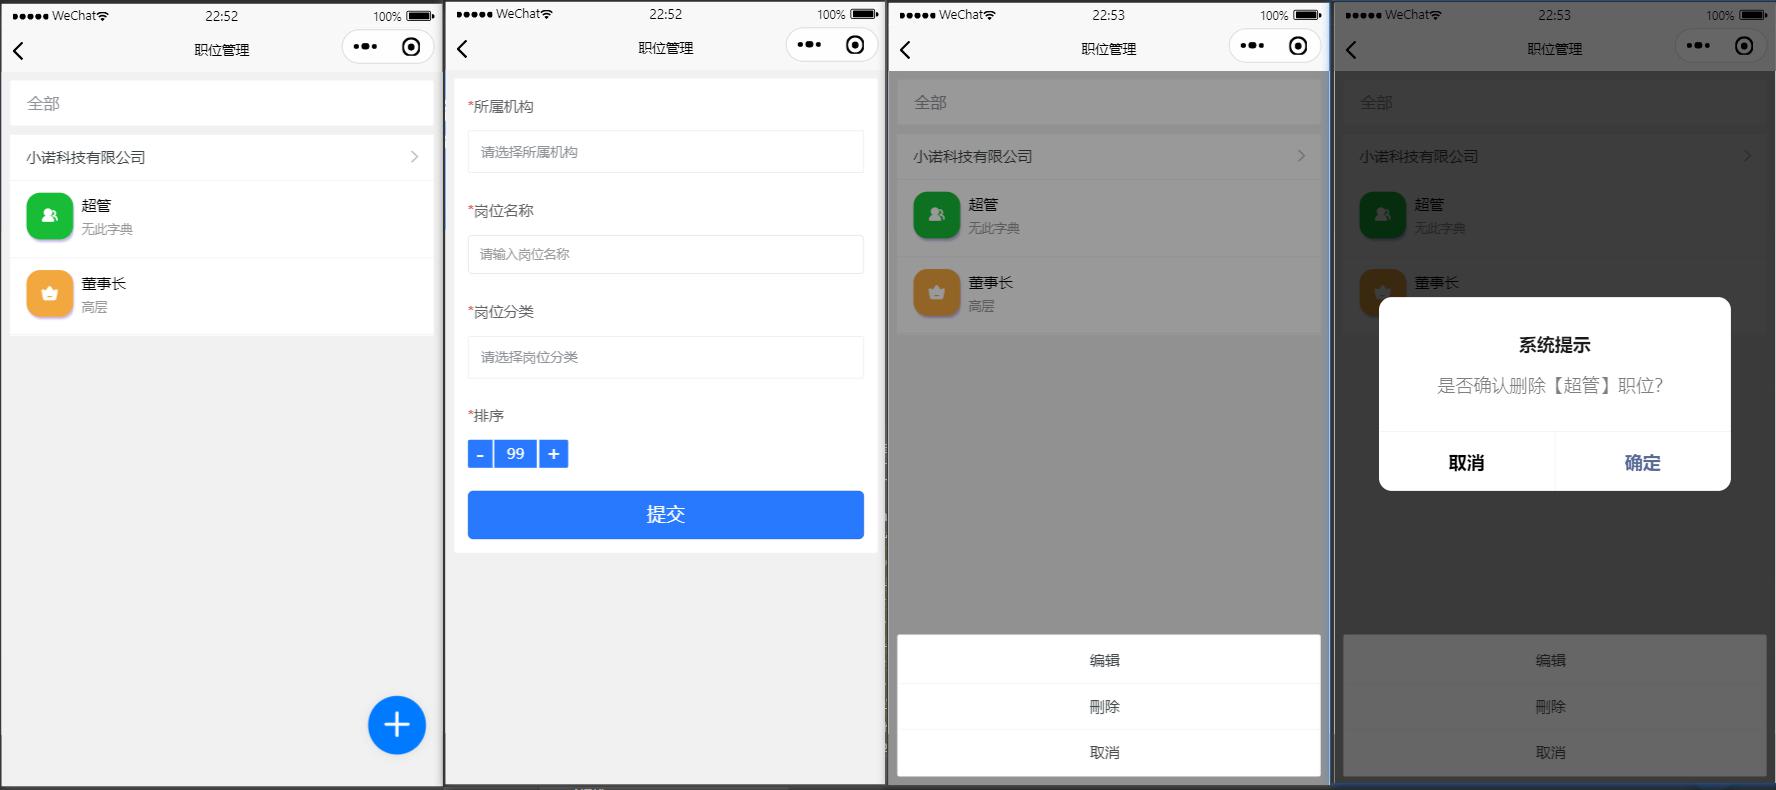 WeChat 22:52 100%
职位管理
全部
小诺科技有限公司
超管
无此字典
董事长
高层
WeChat 22:52 100%
职位管理
*所属机构
请选择所属机构
*岗位名称
请输入岗位名称
*岗位分类
请选择岗位分类
*排序
- 99 +
提交
WeChat 22:53 100%
职位管理
全部
小诺科技有限公司
超管
无此字典
董事长
高层
编辑
刪除
取消
WeChat 22:53 100%
职位管理
全部
小诺科技有限公司
超管
无此字典
董事长
系统提示
是否确认删除【超管】职位?
取消 确定
编辑
刪除
取消